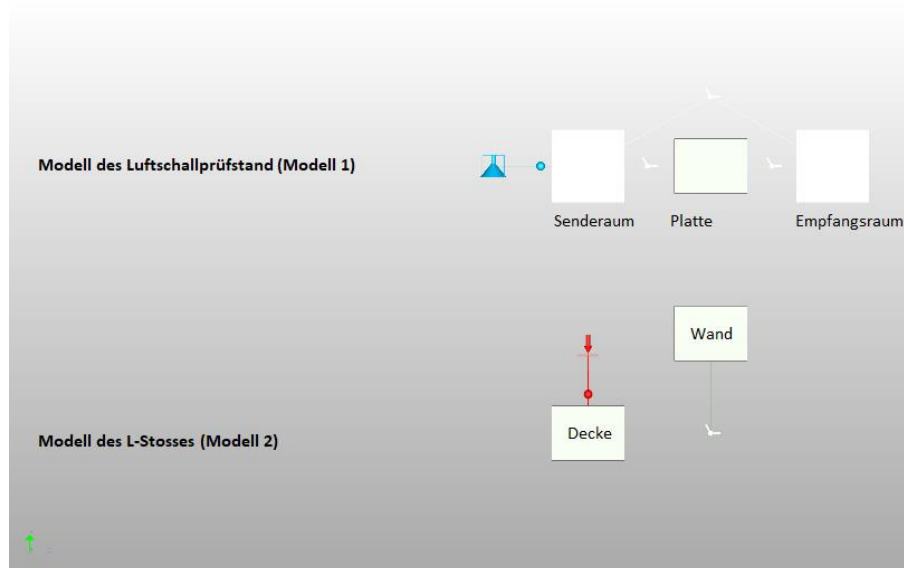 Modell des Luftschallprüfstand (Modell 1)
Senderaum Platte Empfangsraum
Wand
Decke
Modell des L-Stosses (Modell 2)